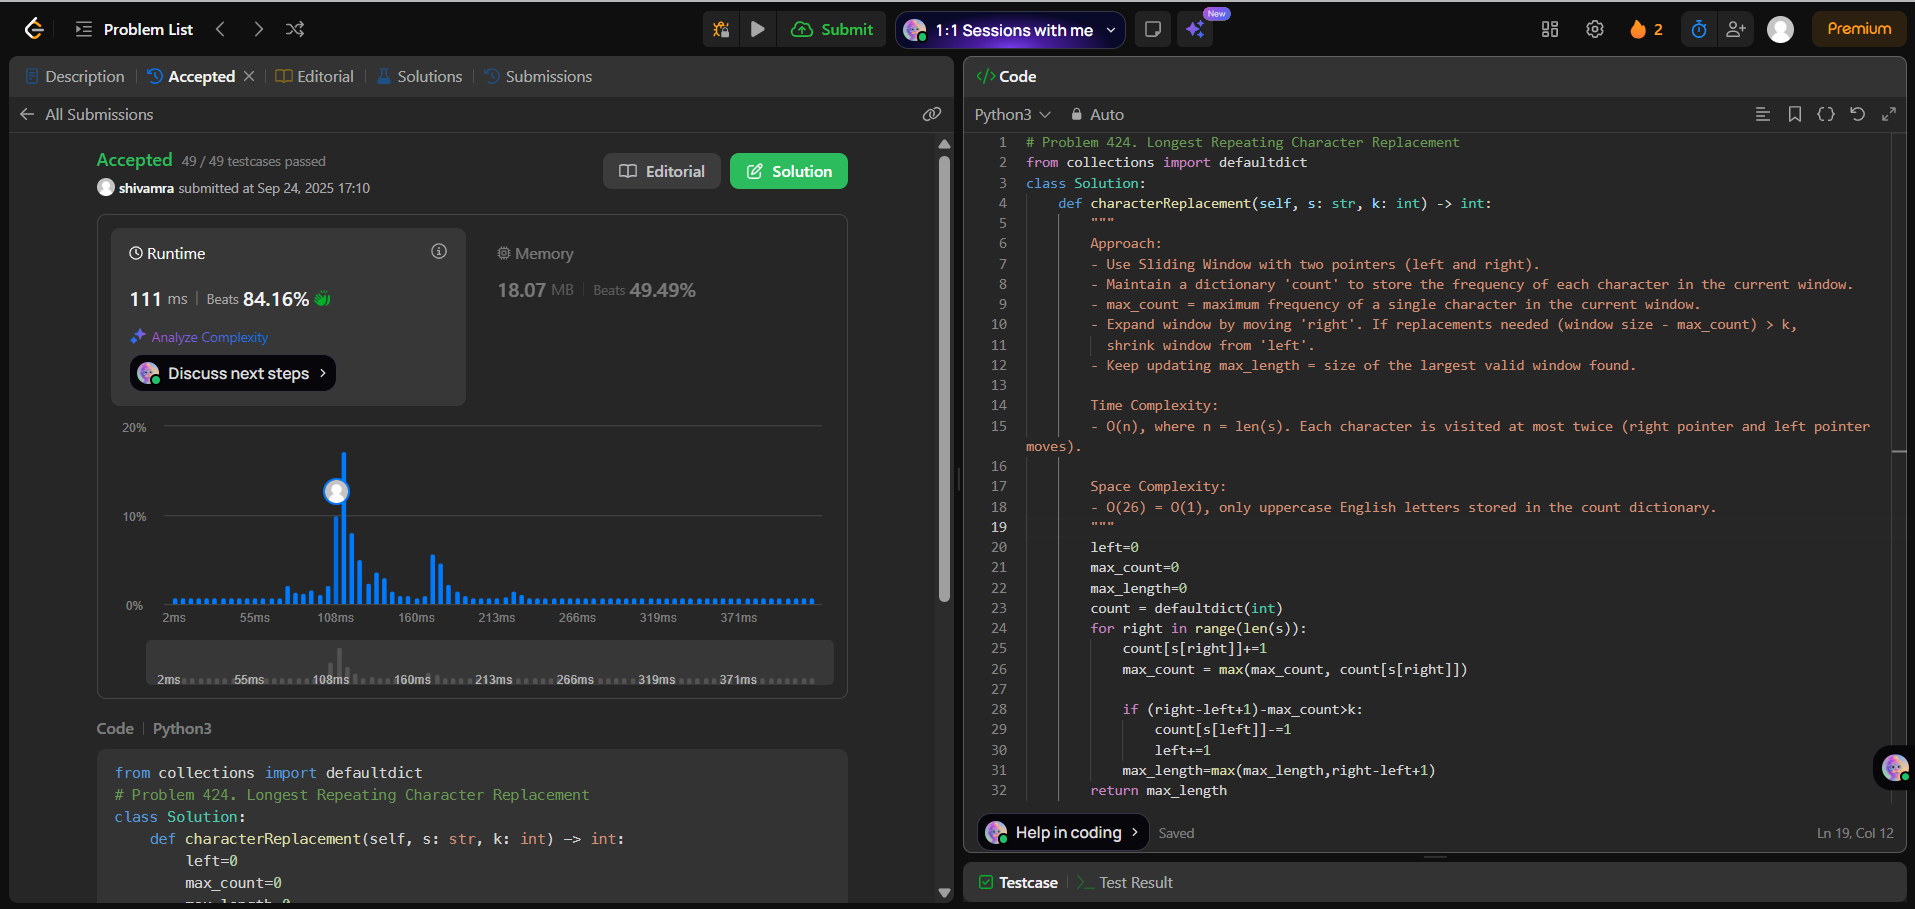 Problem List
Submit
1:1 Sessions with me
New
2
Premium
Description
Accepted
Editorial
Solutions
Submissions
All Submissions
Accepted 49 / 49 testcases passed
shivamra submitted at Sep 24, 2025 17:10
Editorial
Solution
Runtime
111 ms | Beats 84.16%
Analyze Complexity
Discuss next steps
Memory
18.07 MB | Beats 49.49%
20%
10%
0%
2ms 55ms 108ms 160ms 213ms 266ms 319ms 371ms
2ms 55ms 108ms 160ms 213ms 266ms 319ms 371ms
Code | Python3
from collections import defaultdict
# Problem 424. Longest Repeating Character Replacement
class Solution:
def characterReplacement(self, s: str, k: int) -> int:
left=0
max_count=0
max_length=0
</> Code
Python3 Auto
1 # Problem 424. Longest Repeating Character Replacement
2 from collections import defaultdict
3 class Solution:
4 def characterReplacement(self, s: str, k: int) -> int:
5 """
6 Approach:
7 - Use Sliding Window with two pointers (left and right).
8 - Maintain a dictionary 'count' to store the frequency of each character in the current window.
9 - max_count = maximum frequency of a single character in the current window.
10 - Expand window by moving 'right'. If replacements needed (window size - max_count) > k,
11 shrink window from 'left'.
12 - Keep updating max_length = size of the largest valid window found.
13
14 Time Complexity:
15 - O(n), where n = len(s). Each character is visited at most twice (right pointer and left pointer
moves).
16
17 Space Complexity:
18 - O(26) = O(1), only uppercase English letters stored in the count dictionary.
19 """
20 left=0
21 max_count=0
22 max_length=0
23 count = defaultdict(int)
24 for right in range(len(s)):
25 count[s[right]]+=1
26 max_count = max(max_count, count[s[right]])
27
28 if (right-left+1)-max_count>k:
29 count[s[left]]-=1
30 left+=1
31 max_length=max(max_length,right-left+1)
32 return max_length
Help in coding
Saved
Ln 19, Col 12
Testcase
Test Result